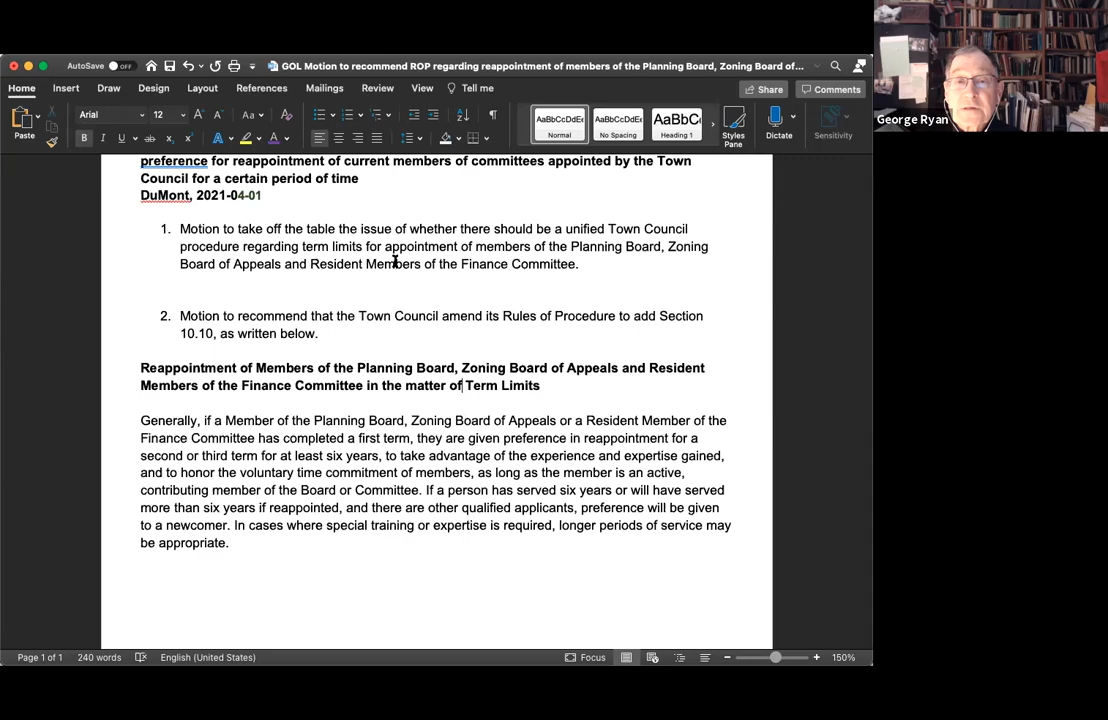 AutoSave OFF GOL Motion to recommend ROP regarding reappointment of members of the Planning Board, Zoning Board of...
Home Insert Draw Design Layout References Mailings Review View Tell me Share Comments
Paste Arial 12 Aa B I U ab x A A AaBbCcDdEe Normal AaBbCcDdEe No Spacing AaBbC Heading 1 Styles Pane Dictate Sensitivity
George Ryan
preference for reappointment of current members of committees appointed by the Town
Council for a certain period of time
DuMont, 2021-04-01
1. Motion to take off the table the issue of whether there should be a unified Town Council
procedure regarding term limits for appointment of members of the Planning Board, Zoning
Board of Appeals and Resident Members of the Finance Committee.
2. Motion to recommend that the Town Council amend its Rules of Procedure to add Section
10.10, as written below.
Reappointment of Members of the Planning Board, Zoning Board of Appeals and Resident
Members of the Finance Committee in the matter of Term Limits
Generally, if a Member of the Planning Board, Zoning Board of Appeals or a Resident Member of the
Finance Committee has completed a first term, they are given preference in reappointment for a
second or third term for at least six years, to take advantage of the experience and expertise gained,
and to honor the voluntary time commitment of members, as long as the member is an active,
contributing member of the Board or Committee. If a person has served six years or will have served
more than six years if reappointed, and there are other qualified applicants, preference will be given
to a newcomer. In cases where special training or expertise is required, longer periods of service may
be appropriate.
Page 1 of 1 240 words English (United States) Focus 150%